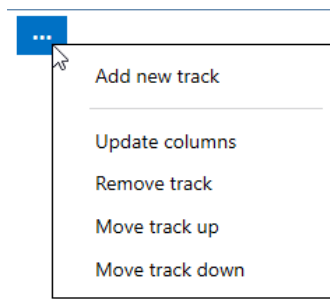 ...
Add new track
Update columns
Remove track
Move track up
Move track down